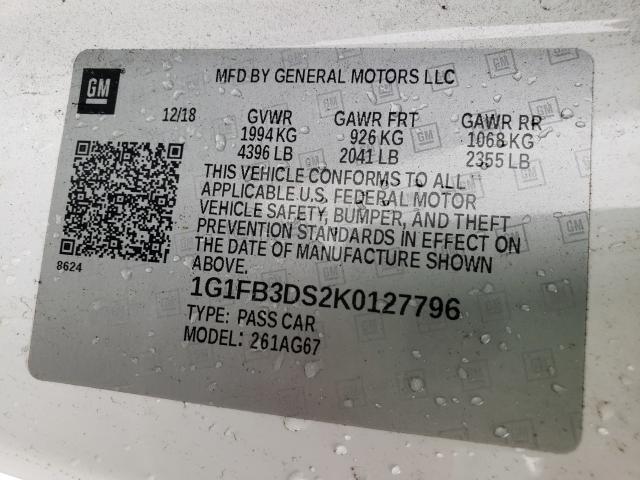 GM
MFD BY GENERAL MOTORS LLC
12/18 GVWR GAWR FRT GAWR RR
1994 KG 926 KG 1068 KG
4396 LB 2041 LB 2355 LB
THIS VEHICLE CONFORMS TO ALL
APPLICABLE U.S. FEDERAL MOTOR
VEHICLE SAFETY, BUMPER, AND THEFT
PREVENTION STANDARDS IN EFFECT ON
THE DATE OF MANUFACTURE SHOWN
ABOVE.
8624
1G1FB3DS2K0127796
TYPE: PASS CAR
MODEL: 261AG67